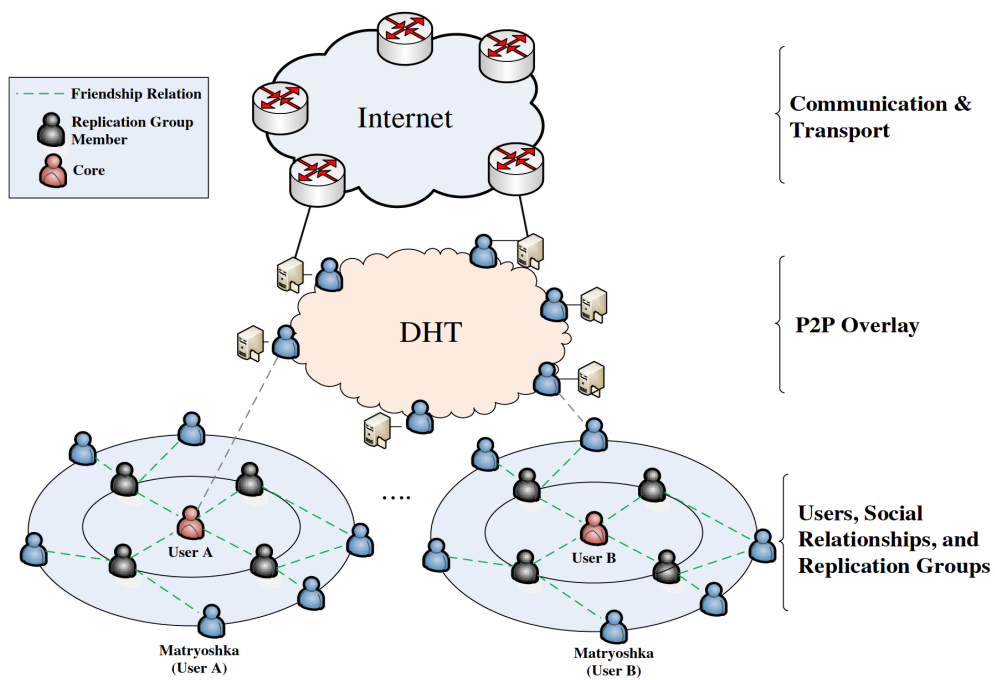 Friendship Relation
Replication Group
Member
Core
Internet
Communication &
Transport
DHT
P2P Overlay
....
User A
User B
Users, Social
Relationships, and
Replication Groups
Matryoshka
(User A)
Matryoshka
(User B)